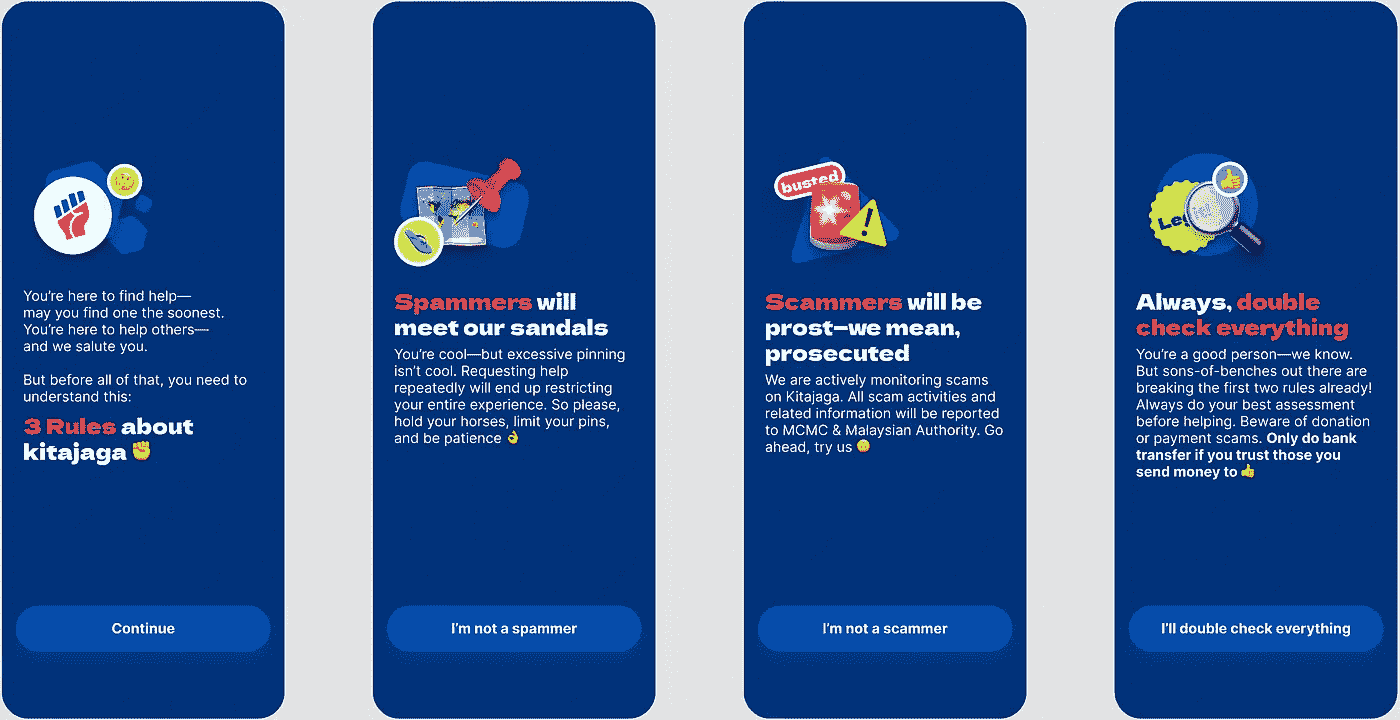 You're here to find help—
may you find one the soonest.
You're here to help others—
and we salute you.
But before all of that, you need to
understand this:
3 Rules about
kitajaga ✊
Continue
Spammers will
meet our sandals
You're cool—but excessive pinning
isn't cool. Requesting help
repeatedly will end up restricting
your entire experience. So please,
hold your horses, limit your pins,
and be patience 👌
I'm not a spammer
busted
Scammers will be
prost—we mean,
prosecuted
We are actively monitoring scams
on Kitajaga. All scam activities and
related information will be reported
to MCMC & Malaysian Authority. Go
ahead, try us
I'm not a scammer
Always, double
check everything
You're a good person—we know.
But sons-of-benches out there are
breaking the first two rules already!
Always do your best assessment
before helping. Beware of donation
or payment scams. Only do bank
transfer if you trust those you
send money to 👍
I'll double check everything